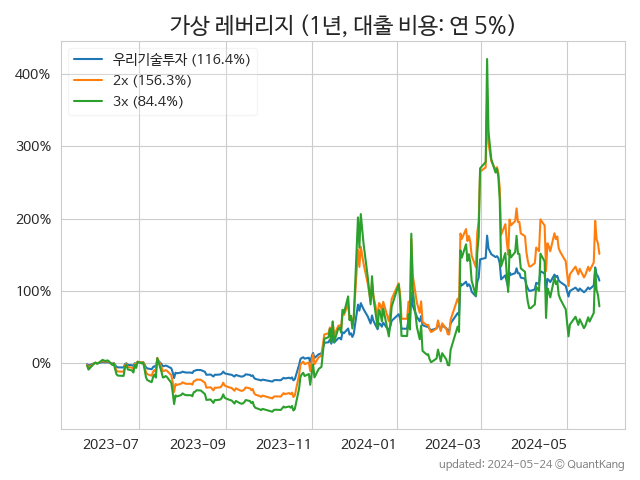 가상 레버리지 (1년, 대출 비용: 연 5%)
우리기술투자 (116.4%)
2x (156.3%)
3x (84.4%)
400%
300%
200%
100%
0%
2023-07 2023-09 2023-11 2024-01 2024-03 2024-05
updated: 2024-05-24 © QuantKang